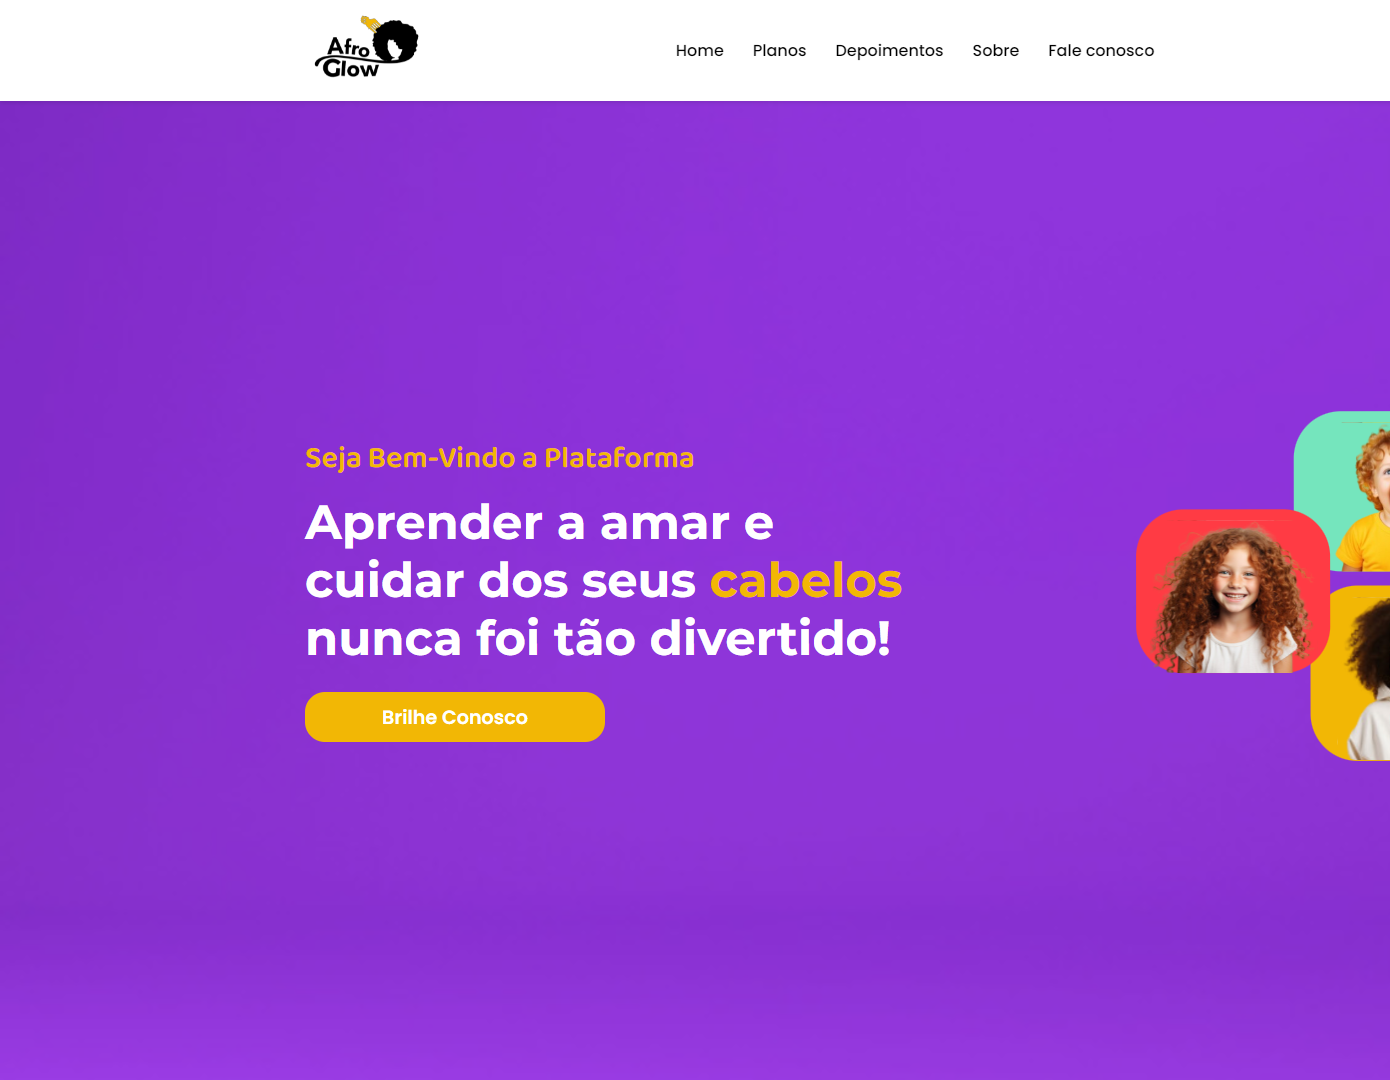 Afro
Glow
Home
Planos
Depoimentos
Sobre
Fale conosco
Seja Bem-Vindo a Plataforma
Aprender a amar e
cuidar dos seus cabelos
nunca foi tão divertido!
Brilhe Conosco